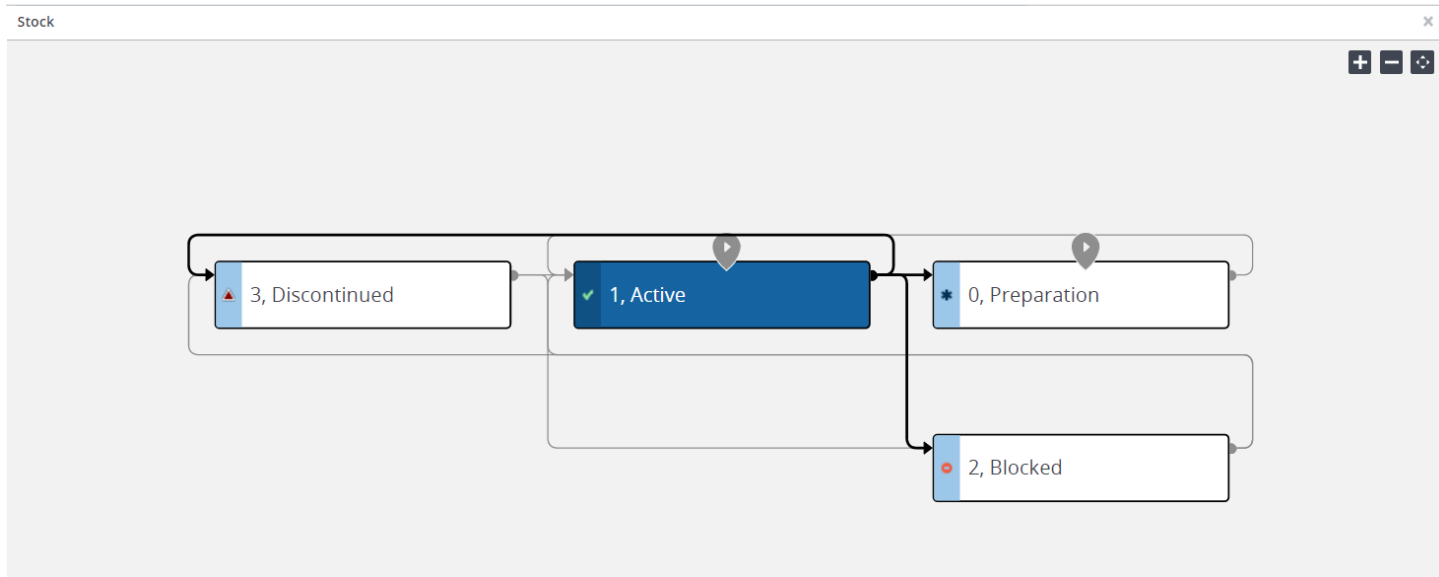 Stock
3, Discontinued
1, Active
0, Preparation
2, Blocked